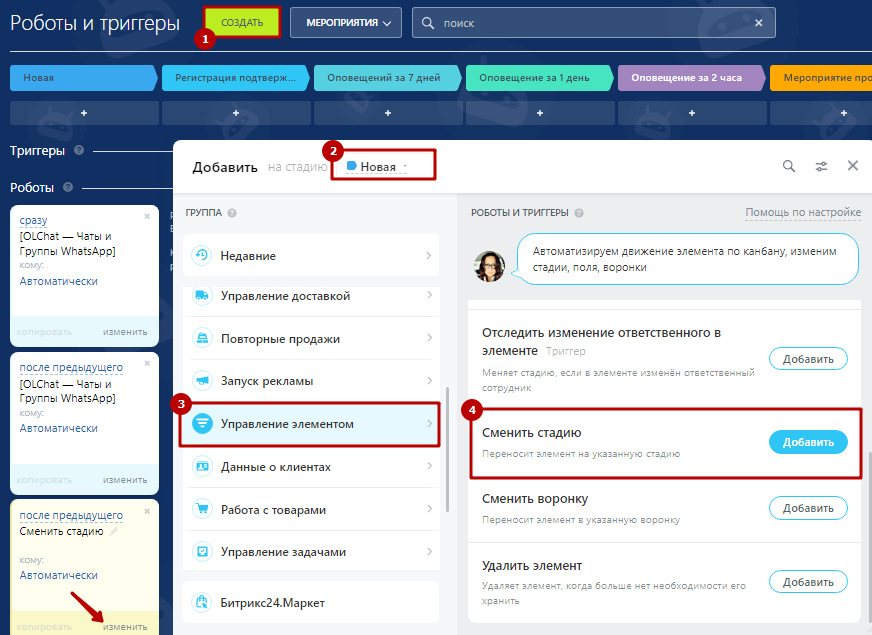 Роботы и триггеры
СОЗДАТЬ
МЕРОПРИЯТИЯ
поиск
1
Новая
Регистрация подтверж...
Оповещений за 7 дней
Оповещение за 1 день
Оповещение за 2 часа
Мероприятие про
+ + + + + +
Триггеры ?
Роботы ?
сразу
[OLChat — Чаты и
Группы WhatsApp]
кому:
Автоматически
копировать
изменить
после предыдущего
[OLChat — Чаты и
Группы WhatsApp]
кому:
Автоматически
копировать
изменить
после предыдущего
Сменить стадию
кому:
Автоматически
копировать
изменить
2
Добавить на стадию Новая
ГРУППА ?
Недавние
Управление доставкой
Повторные продажи
Запуск рекламы
3
Управление элементом
Данные о клиентах
Работа с товарами
Управление задачами
Битрикс24.Маркет
РОБОТЫ И ТРИГГЕРЫ ?
Помощь по настройке
Автоматизируем движение элемента по канбану, изменим
стадии, поля, воронки
Отследить изменение ответственного в
элементе Триггер
Меняет стадию, если в элементе изменён ответственный
сотрудник
Добавить
4
Сменить стадию
Переносит элемент на указанную стадию
Добавить
Сменить воронку
Переносит элемент в указанную воронку
Добавить
Удалить элемент
Удаляет элемент, когда больше нет необходимости его
хранить
Добавить